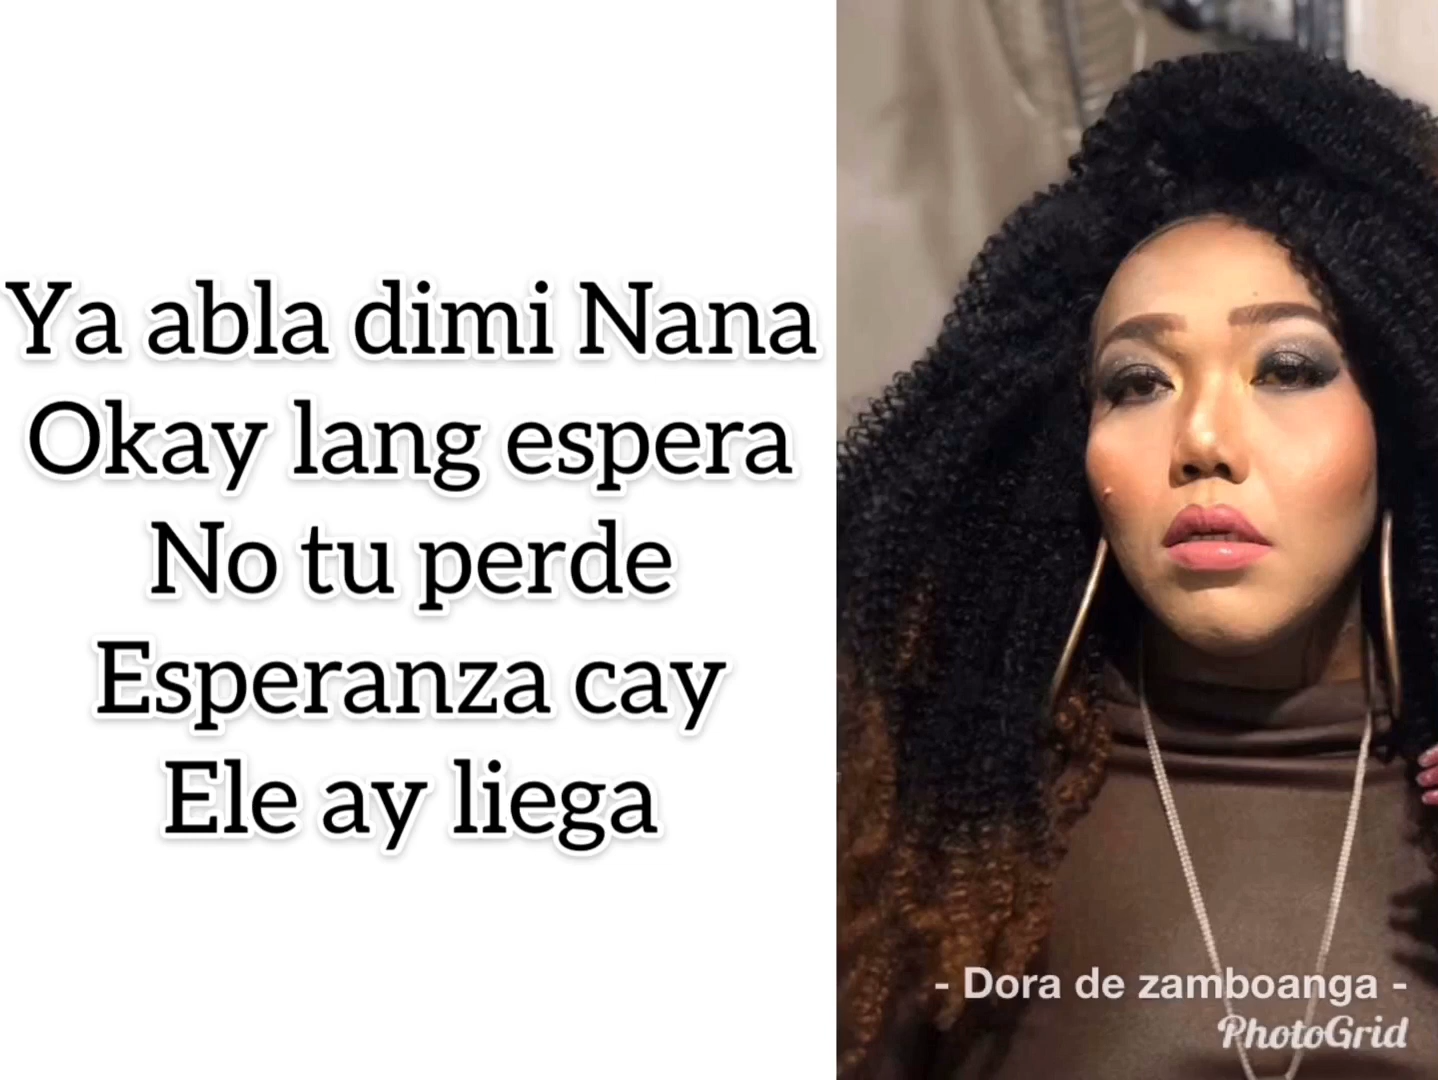 Ya abla dimi Nana
Okay lang espera
No tu perde
Esperanza cay
Ele ay liega
- Dora de zamboanga -
PhotoGrid